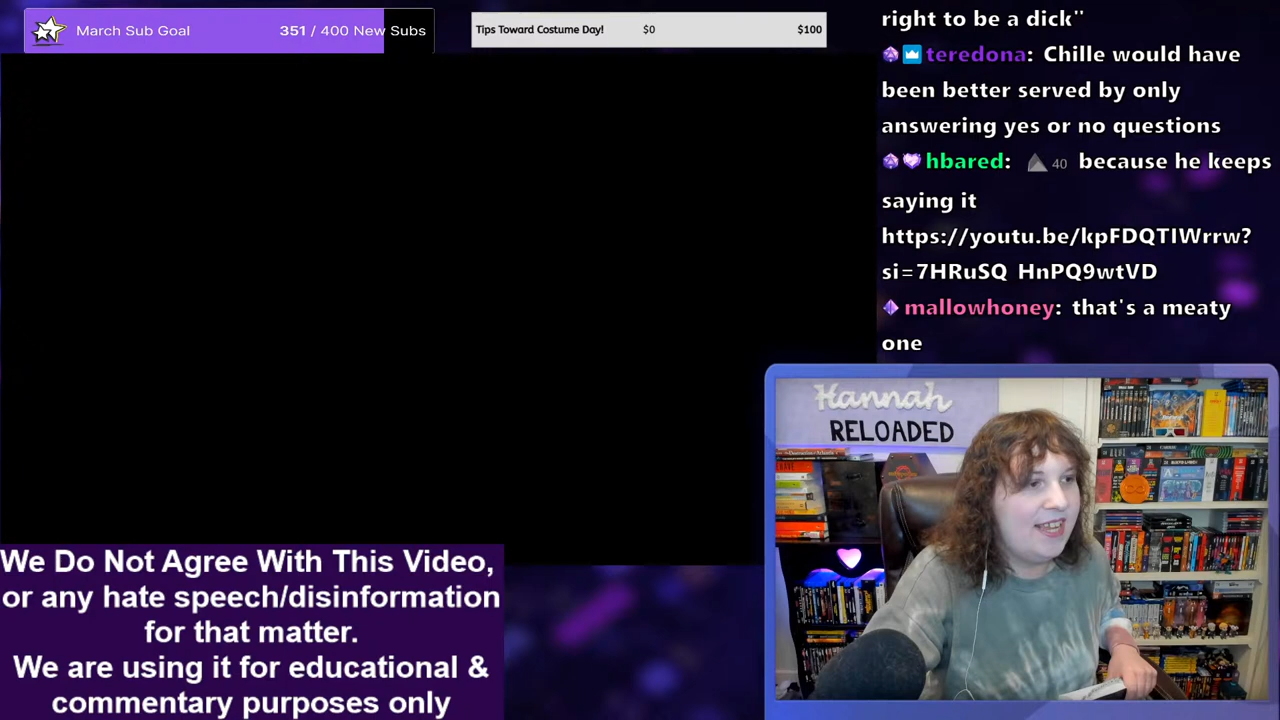 March Sub Goal 351 / 400 New Subs
Tips Toward Costume Day! $0 $100
right to be a dick"
teredona: Chille would have
been better served by only
answering yes or no questions
hbared: 40 because he keeps
saying it
https://youtu.be/kpFDQTIWrrw?
si=7HRuSQ HnPQ9wtVD
mallowhoney: that's a meaty
one
Hannah
RELOADED
We Do Not Agree With This Video,
or any hate speech/disinformation
for that matter.
We are using it for educational &
commentary purposes only